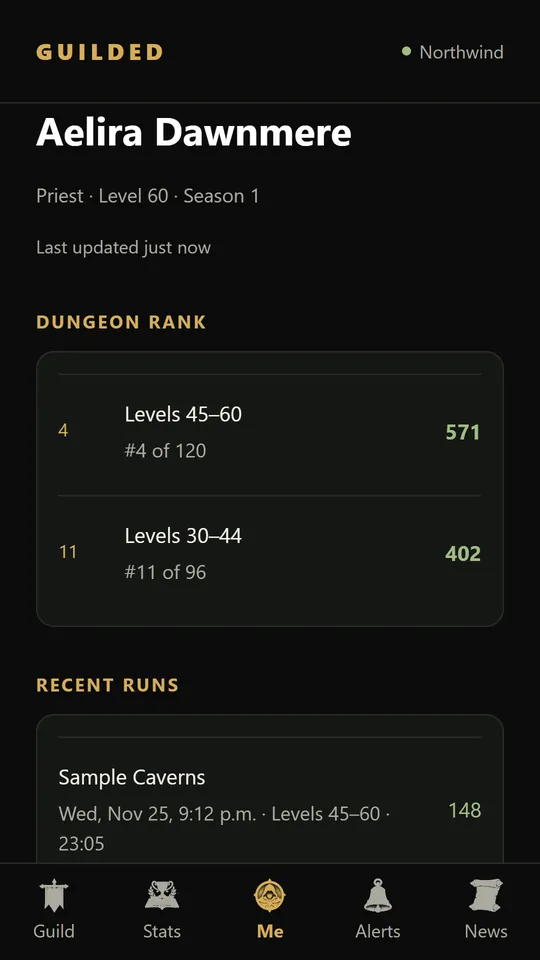 GUILDED
Northwind
Aelira Dawnmere
Priest · Level 60 · Season 1
Last updated just now
DUNGEON RANK
4
Levels 45–60
#4 of 120
571
11
Levels 30–44
#11 of 96
402
RECENT RUNS
Sample Caverns
Wed, Nov 25, 9:12 p.m. · Levels 45–60 ·
23:05
148
Guild
Stats
Me
Alerts
News